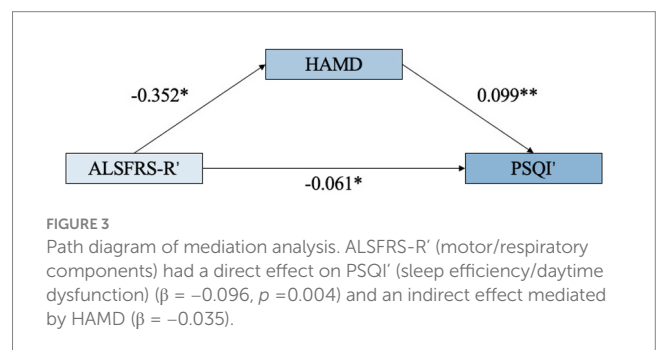 HAMD
-0.352*
0.099**
ALSFRS-R'
PSQI'
-0.061*
FIGURE 3
Path diagram of mediation analysis. ALSFRS-R′ (motor/respiratory
components) had a direct effect on PSQI′ (sleep efficiency/daytime
dysfunction) (β = −0.096, p =0.004) and an indirect effect mediated
by HAMD (β = −0.035).